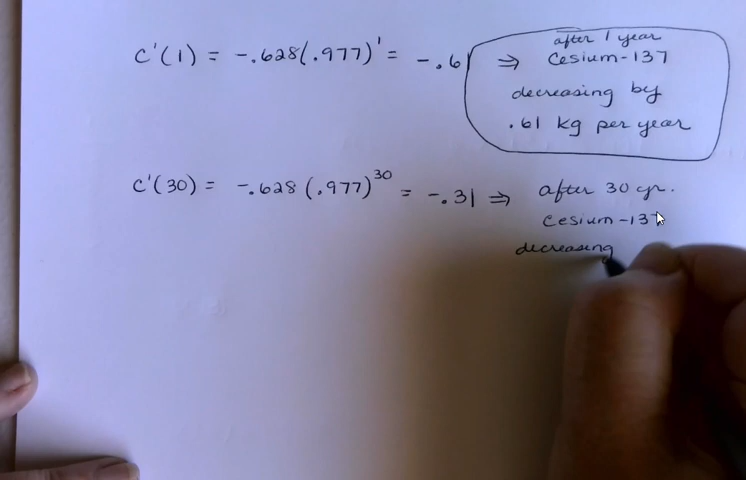 C'(1) = -.628(.977)¹ = -.61 ⇒ after 1 year
Cesium-137
decreasing by
.61 kg per year
C'(30) = -.628(.977)³⁰ = -.31 ⇒ after 30 yr.
Cesium-137
decreasing